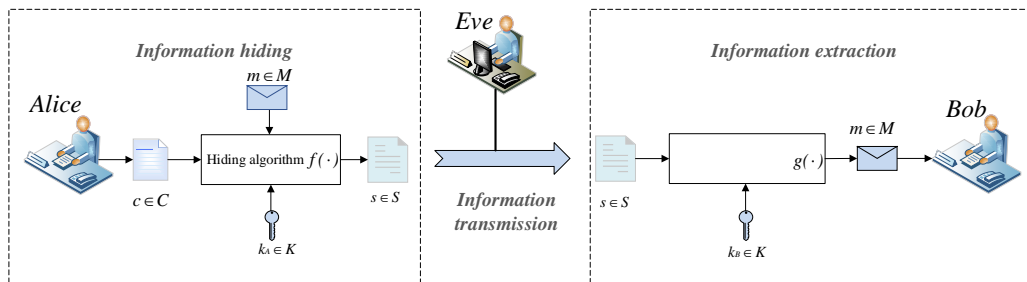 Information hiding
m ∈ M
Alice
Hiding algorithm f(·)
c ∈ C
s ∈ S
k_A ∈ K
Eve
Information
transmission
Information extraction
m ∈ M
Bob
g(·)
s ∈ S
k_B ∈ K